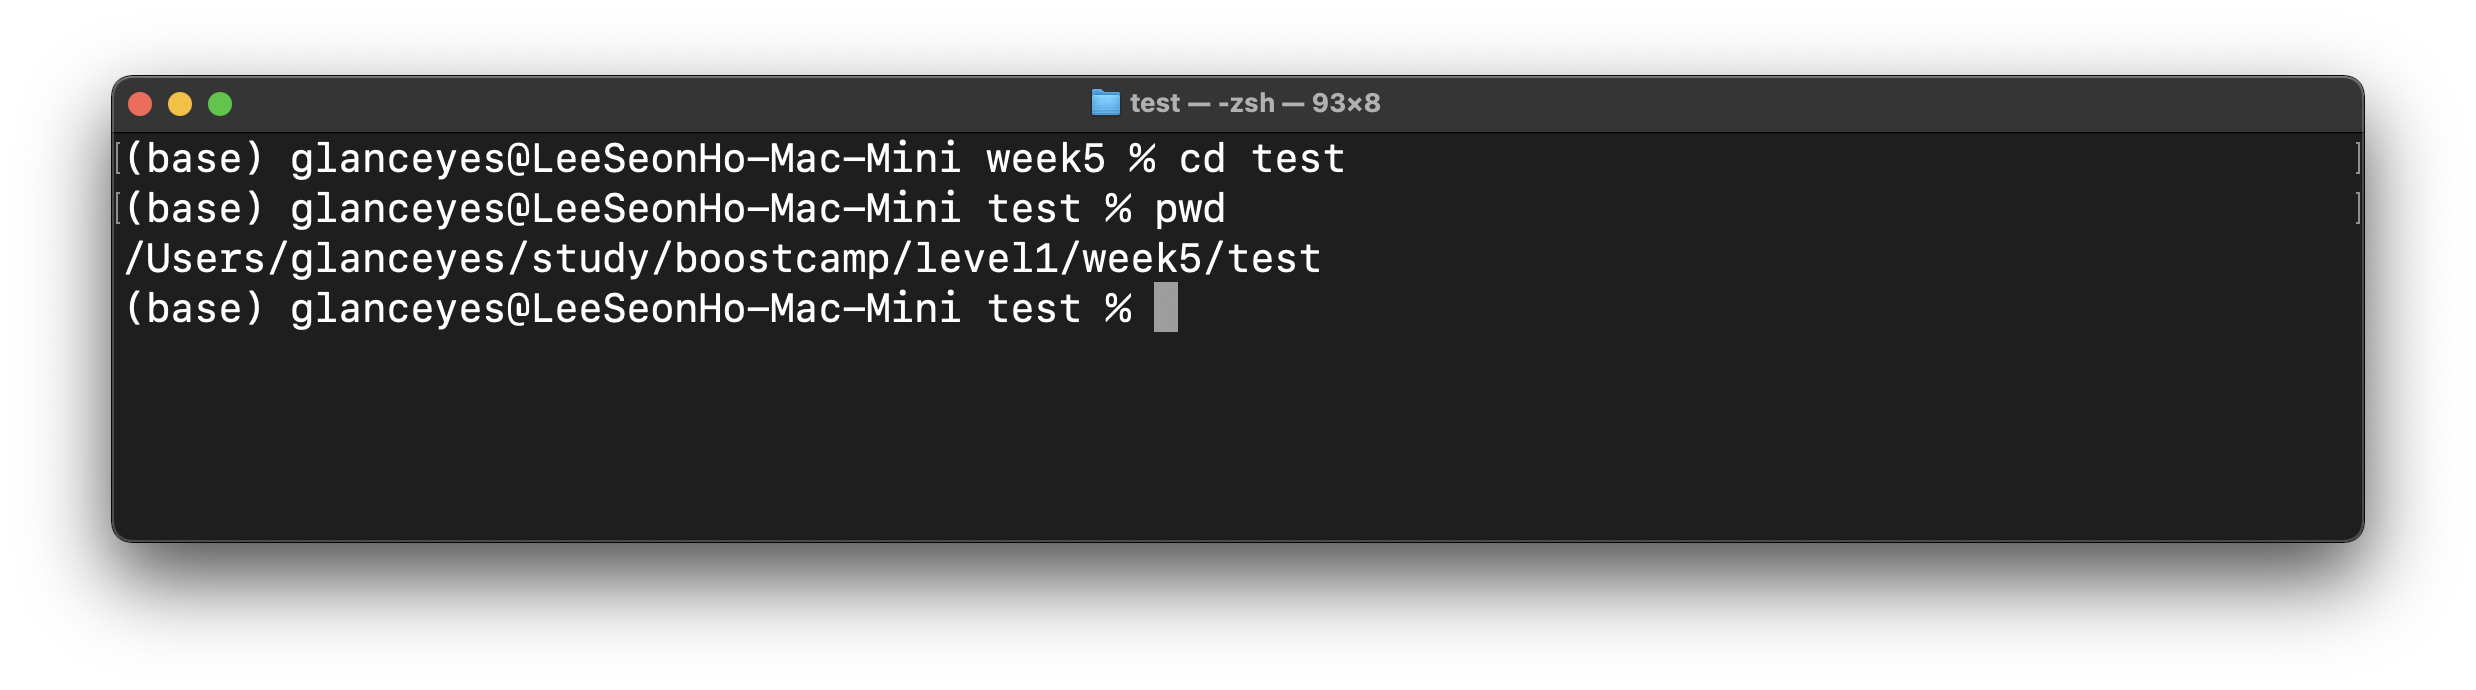 test — -zsh — 93×8
(base) glanceyes@LeeSeonHo-Mac-Mini week5 % cd test
(base) glanceyes@LeeSeonHo-Mac-Mini test % pwd
/Users/glanceyes/study/boostcamp/level1/week5/test
(base) glanceyes@LeeSeonHo-Mac-Mini test %